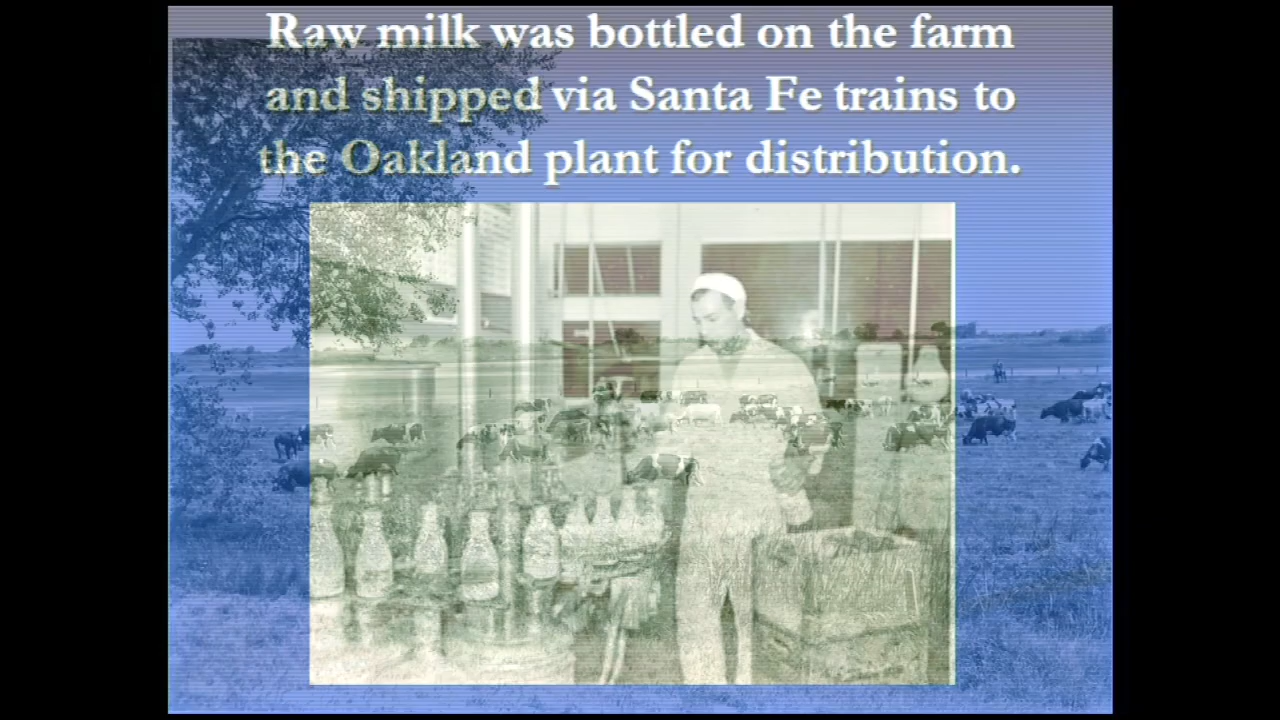 Raw milk was bottled on the farm
and shipped via Santa Fe trains to
the Oakland plant for distribution.